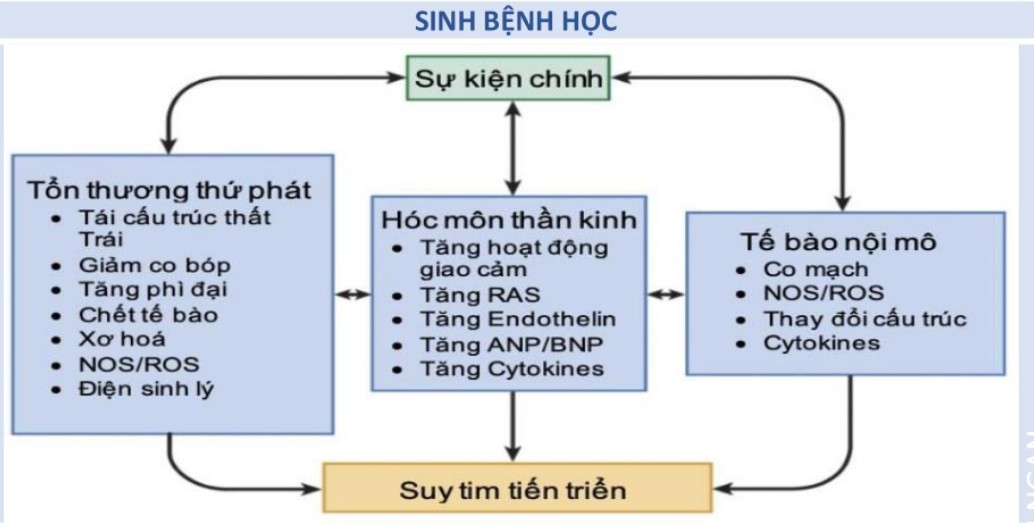 SINH BỆNH HỌC
Sự kiện chính
Tổn thương thứ phát
• Tái cấu trúc thất
Trái
• Giảm co bóp
• Tăng phì đại
• Chết tế bào
• Xơ hoá
• NOS/ROS
• Điện sinh lý
Hóc môn thần kinh
• Tăng hoạt động
giao cảm
• Tăng RAS
• Tăng Endothelin
• Tăng ANP/BNP
• Tăng Cytokines
Tế bào nội mô
• Co mạch
• NOS/ROS
• Thay đổi cấu trúc
• Cytokines
Suy tim tiến triển